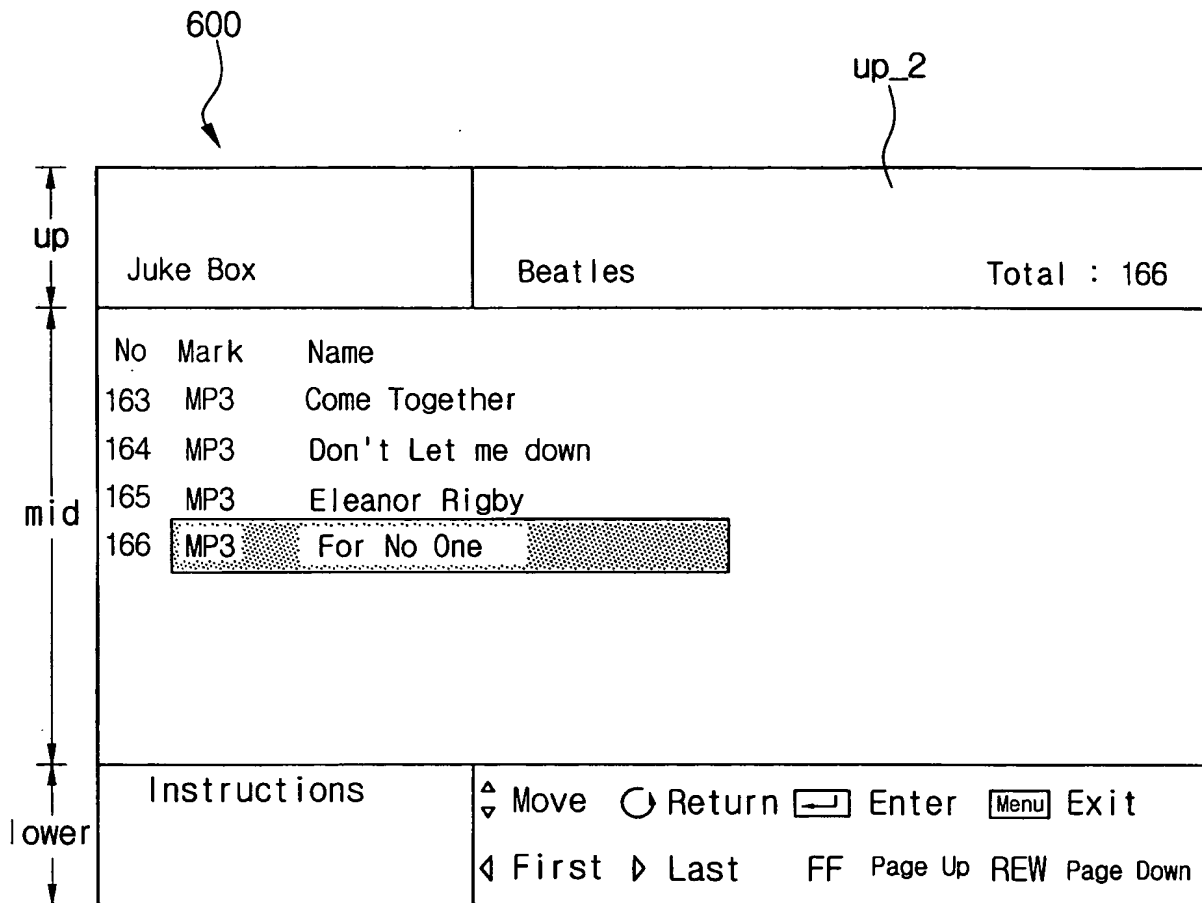 600
up_2
up
Juke Box
Beatles
Total : 166
mid
No Mark Name
163 MP3 Come Together
164 MP3 Don't Let me down
165 MP3 Eleanor Rigby
166 MP3 For No One
lower
Instructions
Move Return Enter Menu Exit
First Last FF Page Up REW Page Down